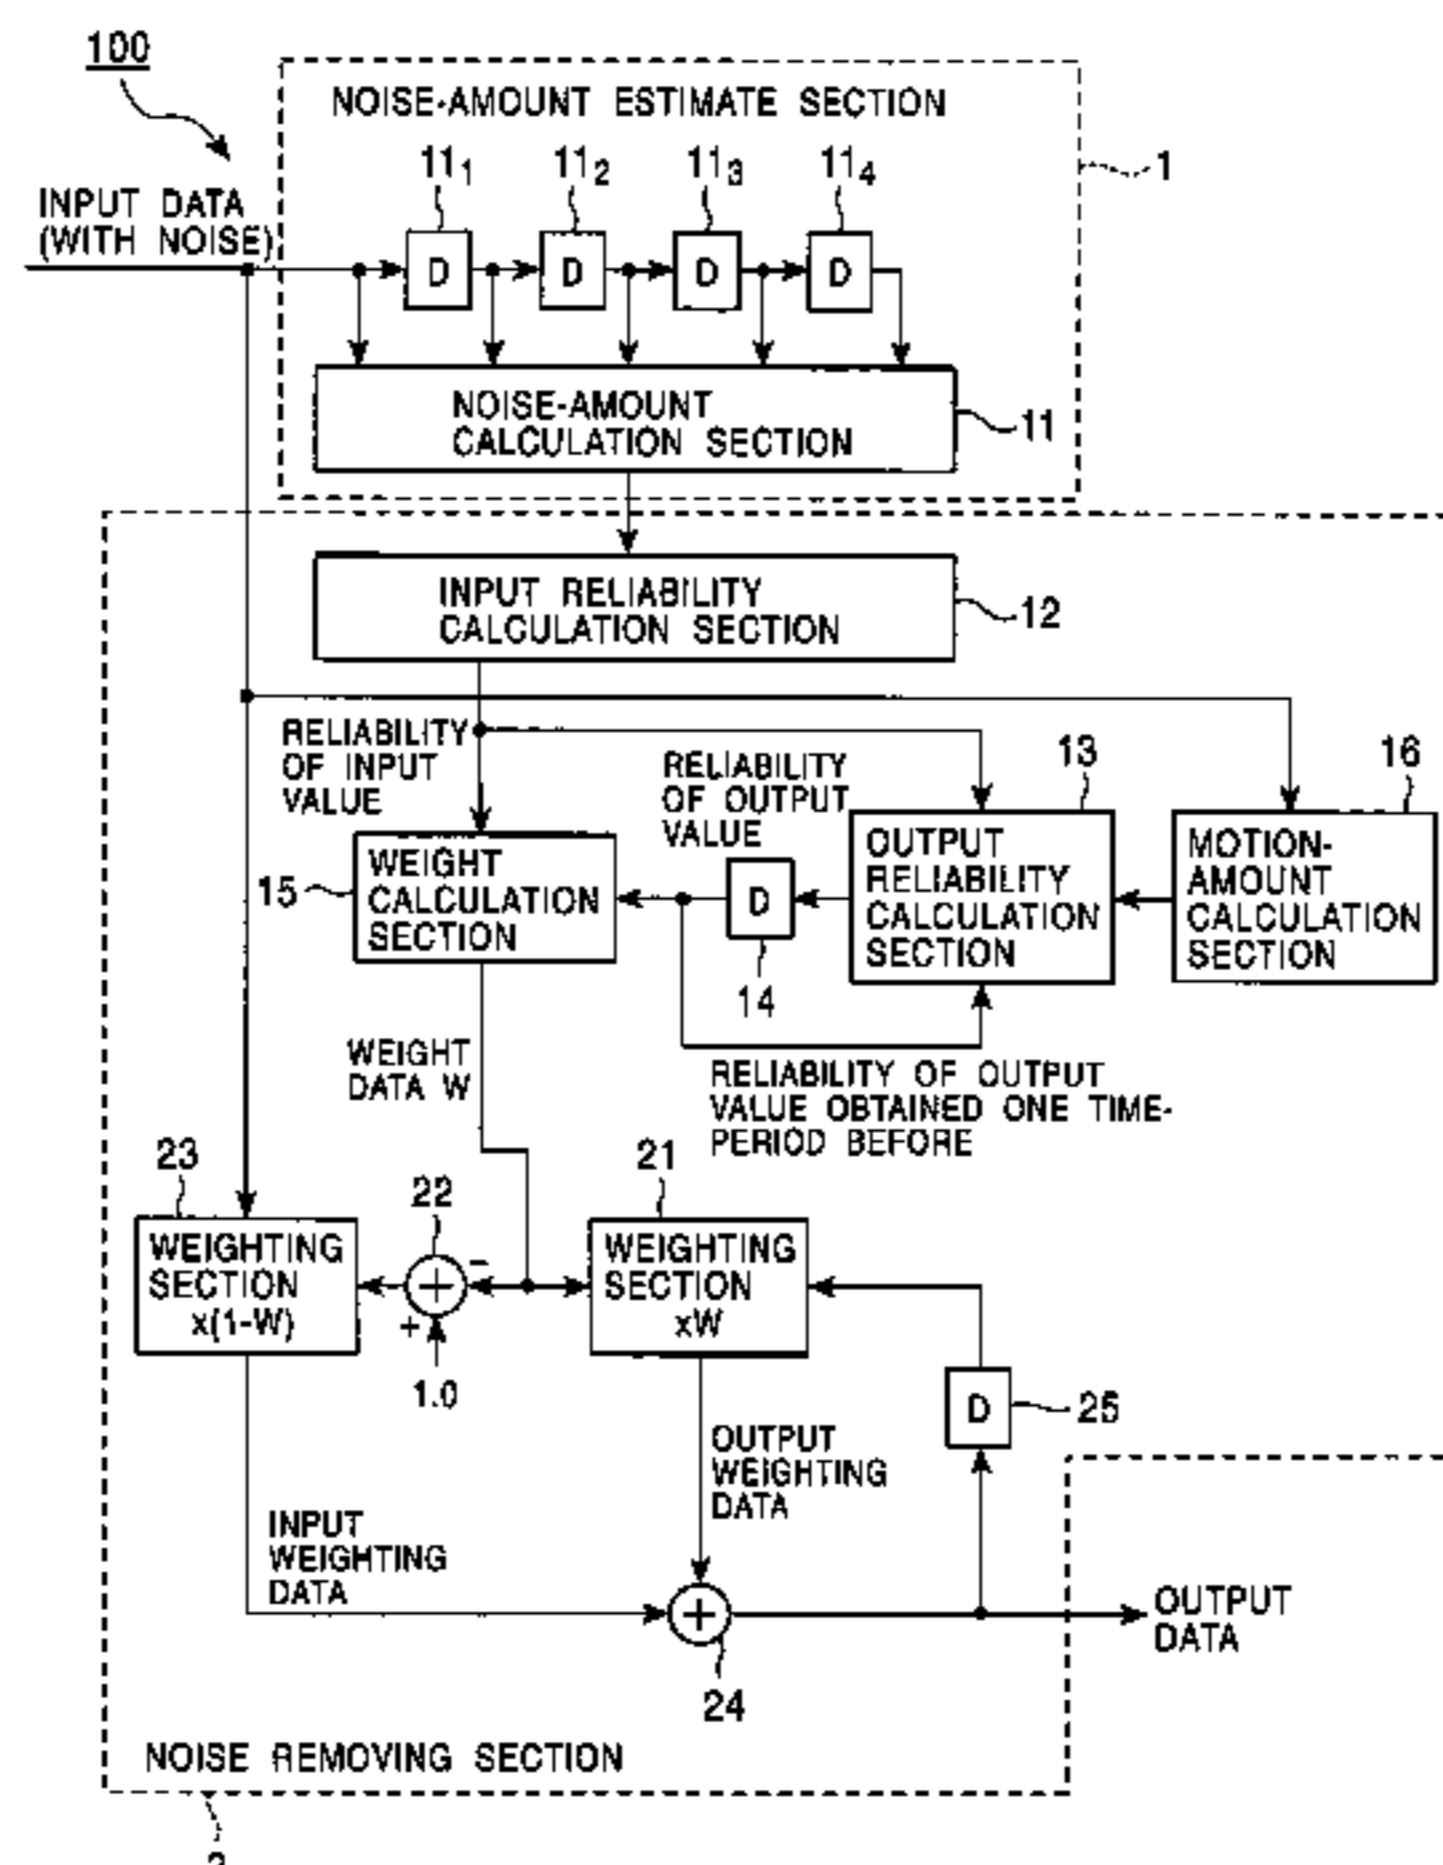 100
NOISE-AMOUNT ESTIMATE SECTION
11₁ 11₂ 11₃ 11₄
1
INPUT DATA
(WITH NOISE)
D D D D
NOISE-AMOUNT
CALCULATION SECTION
11
INPUT RELIABILITY
CALCULATION SECTION
12
RELIABILITY
OF INPUT
VALUE
RELIABILITY
OF OUTPUT
VALUE
13
16
15
WEIGHT
CALCULATION
SECTION
D
14
OUTPUT
RELIABILITY
CALCULATION
SECTION
MOTION-
AMOUNT
CALCULATION
SECTION
WEIGHT
DATA W
RELIABILITY OF OUTPUT
VALUE OBTAINED ONE TIME-
PERIOD BEFORE
23
22
21
WEIGHTING
SECTION
x(1-W)
+
-
+
1.0
WEIGHTING
SECTION
xW
D
25
OUTPUT
WEIGHTING
DATA
INPUT
WEIGHTING
DATA
+
24
OUTPUT
DATA
NOISE REMOVING SECTION